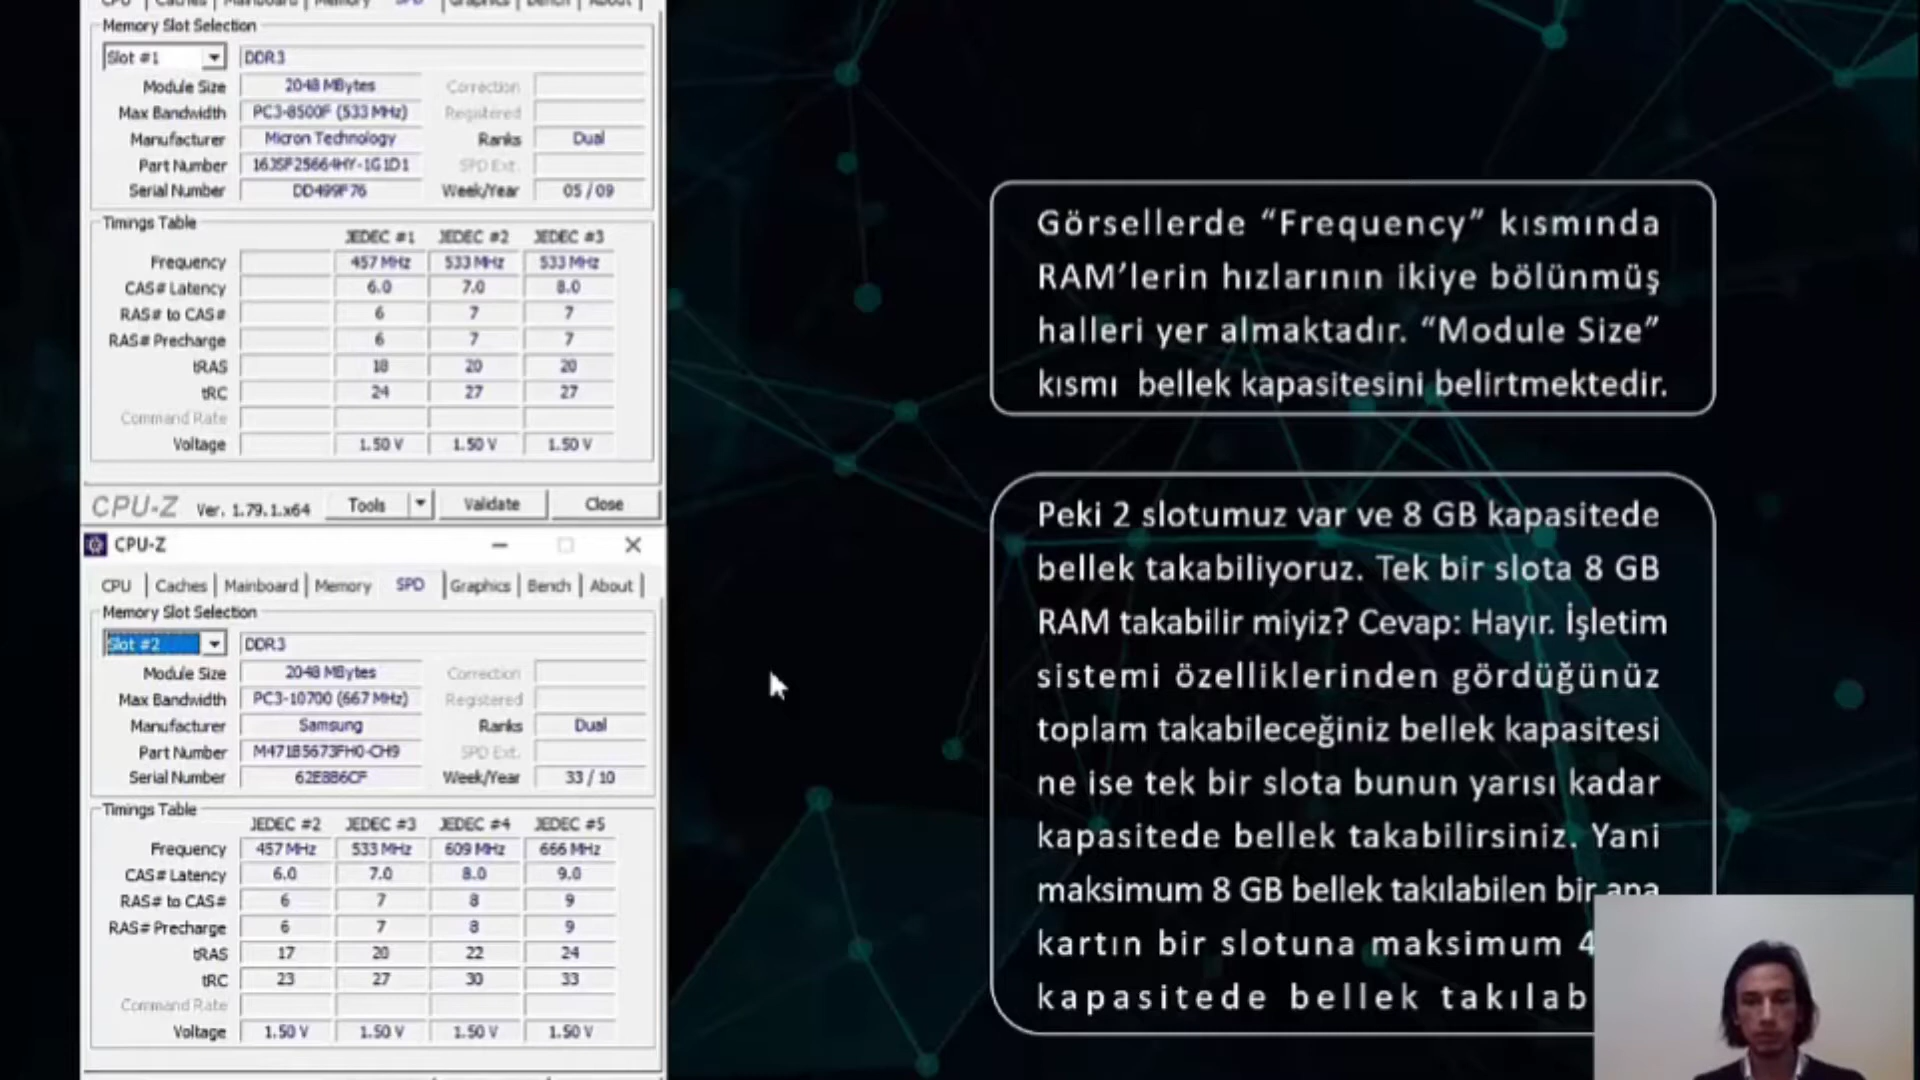 CPU Caches Mainboard Memory SPD Graphics Bench About
Memory Slot Selection
Slot #1 DDR3
Module Size 2048 MBytes Correction
Max Bandwidth PC3-8500F (533 MHz) Registered
Manufacturer Micron Technology Ranks Dual
Part Number 16JSF25664HY-1G1D1 SPD Ext.
Serial Number DD499F76 Week/Year 05 / 09
Timings Table
JEDEC #1 JEDEC #2 JEDEC #3
Frequency 457 MHz 533 MHz 533 MHz
CAS# Latency 6.0 7.0 8.0
RAS# to CAS# 6 7 7
RAS# Precharge 6 7 7
tRAS 18 20 20
tRC 24 27 27
Command Rate
Voltage 1.50 V 1.50 V 1.50 V
CPU-Z Ver. 1.79.1.x64 Tools Validate Close
CPU-Z
CPU Caches Mainboard Memory SPD Graphics Bench About
Memory Slot Selection
Slot #2 DDR3
Module Size 2048 MBytes Correction
Max Bandwidth PC3-10700 (667 MHz) Registered
Manufacturer Samsung Ranks Dual
Part Number M471B5673FH0-CH9 SPD Ext.
Serial Number 62E8B6CF Week/Year 33 / 10
Timings Table
JEDEC #2 JEDEC #3 JEDEC #4 JEDEC #5
Frequency 457 MHz 533 MHz 609 MHz 666 MHz
CAS# Latency 6.0 7.0 8.0 9.0
RAS# to CAS# 6 7 8 9
RAS# Precharge 6 7 8 9
tRAS 17 20 22 24
tRC 23 27 30 33
Command Rate
Voltage 1.50 V 1.50 V 1.50 V 1.50 V
Görsellerde “Frequency” kısmında
RAM’lerin hızlarının ikiye bölünmüş
halleri yer almaktadır. “Module Size”
kısmı bellek kapasitesini belirtmektedir.
Peki 2 slotumuz var ve 8 GB kapasitede
bellek takabiliyoruz. Tek bir slota 8 GB
RAM takabilir miyiz? Cevap: Hayır. İşletim
sistemi özelliklerinden gördüğünüz
toplam takabileceğiniz bellek kapasitesi
ne ise tek bir slota bunun yarısı kadar
kapasitede bellek takabilirsiniz. Yani
maksimum 8 GB bellek takılabilen bir ana
kartın bir slotuna maksimum 4
kapasitede bellek takılab